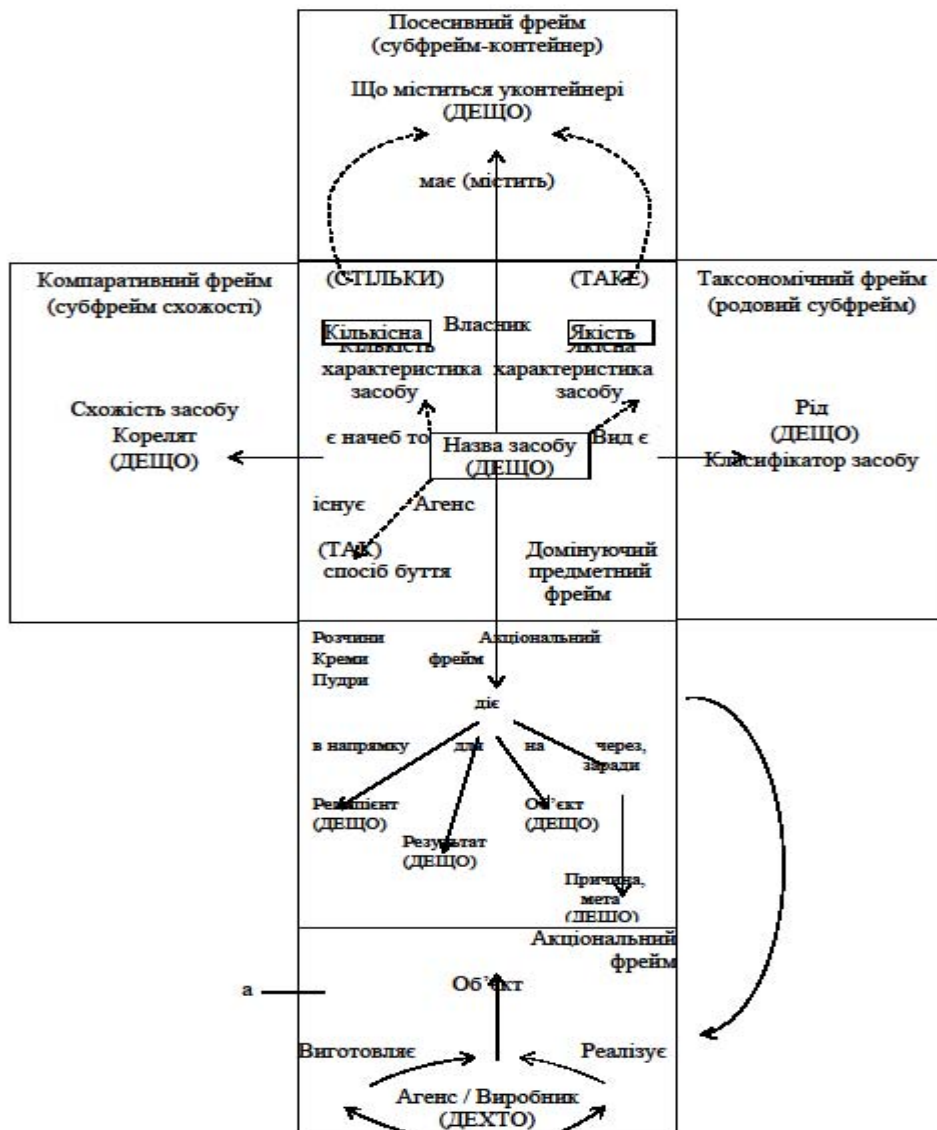 Посесивний фрейм
(субфрейм-контейнер)
Що міститься уконтейнері
(ДЕЩО)
має (містить)
Компаративний фрейм
(субфрейм схожості)
Схожість засобу
Корелят
(ДЕЩО)
(СТІЛЬКИ)
(ТАКЕ)
Власник
Кількісна
Якість
Кількість
Якісна
характеристика
засобу
характеристика
засобу
є начеб то
Назва засобу
(ДЕЩО)
Вид є
існує
Агенс
(ТАК)
спосіб буття
Домінуючий
предметний
фрейм
Таксономічний фрейм
(родовий субфрейм)
Рід
(ДЕЩО)
Класифікатор засобу
Розчини Акціональний
Креми фрейм
Пудри
діє
в напрямку для на через,
заради
Реципієнт
(ДЕЩО)
Об’єкт
(ДЕЩО)
Результат
(ДЕЩО)
Причина,
мета
(ДЕЩО)
Акціональний
фрейм
а
Об’єкт
Виготовляє
Реалізує
Агенс / Виробник
(ДЕХТО)